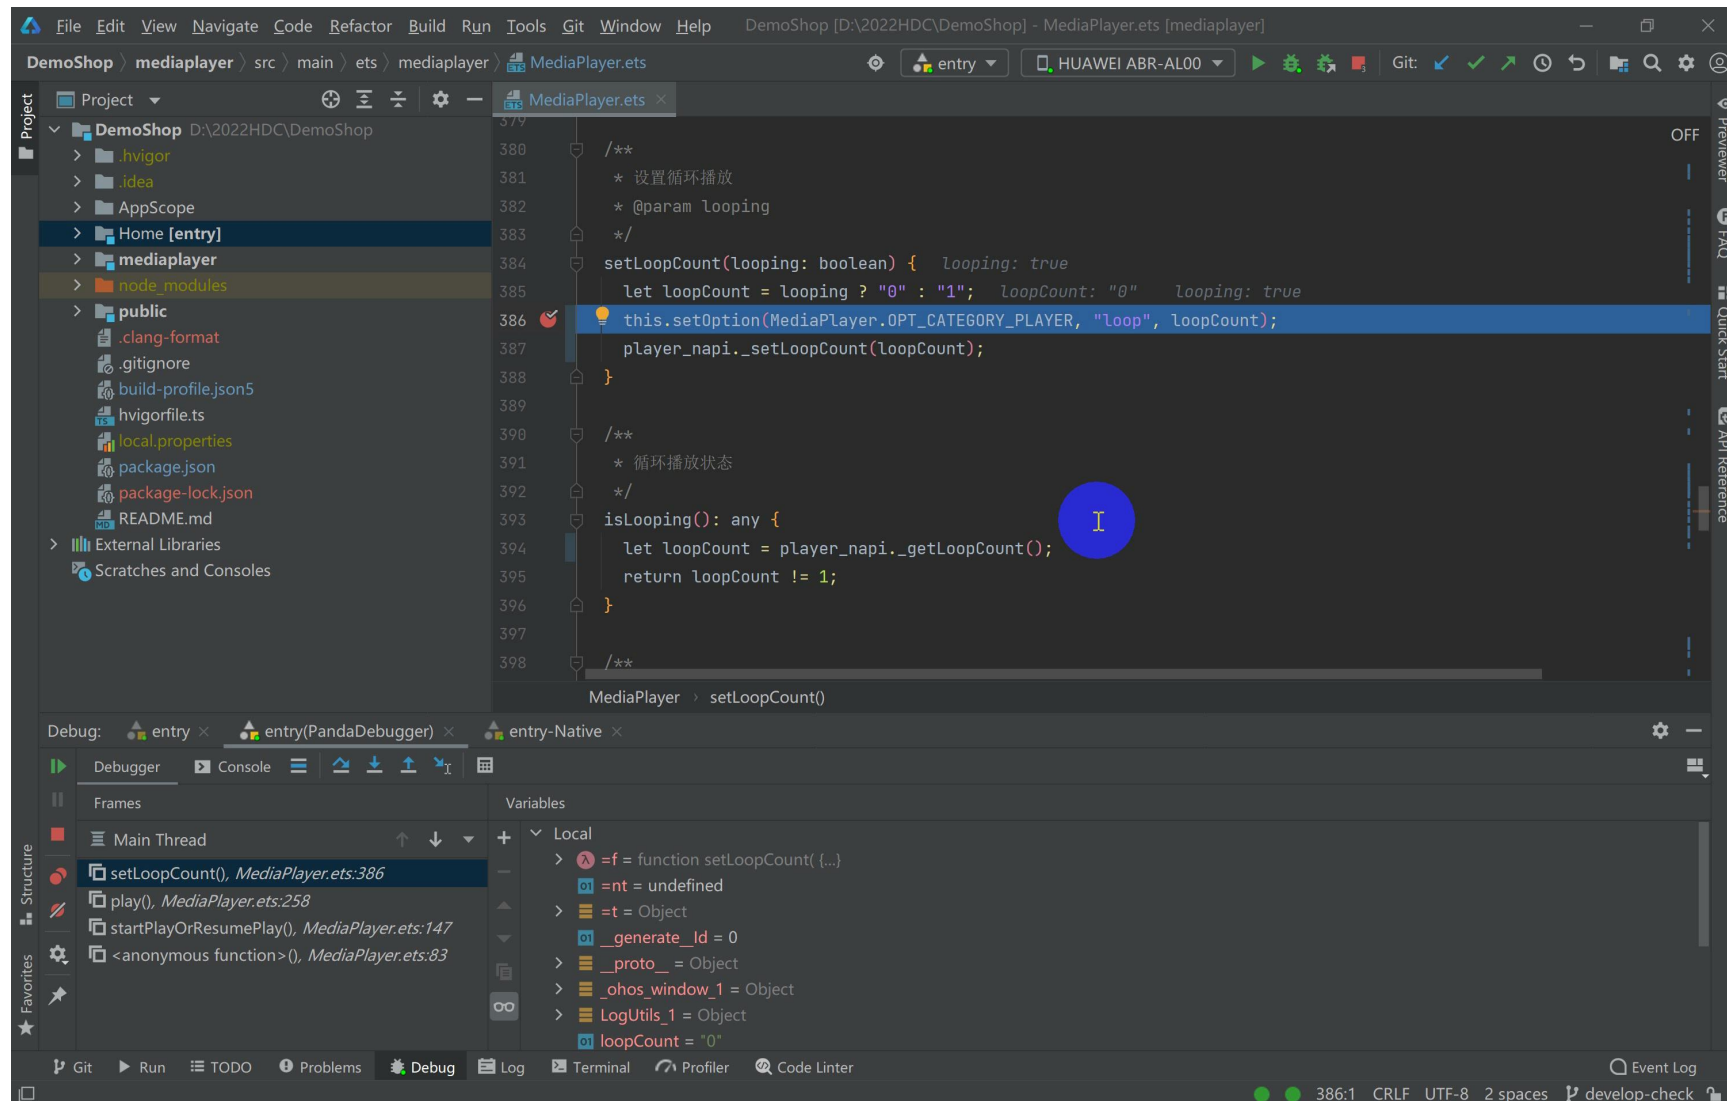 File Edit View Navigate Code Refactor Build Run Tools Git Window Help DemoShop [D:\2022HDC\DemoShop] - MediaPlayer.ets [mediaplayer]
DemoShop mediaplayer src main ets mediaplayer MediaPlayer.ets entry HUAWEI ABR-AL00 Git:
Project
Project
MediaPlayer.ets
DemoShop D:\2022HDC\DemoShop
.hvigor
.idea
AppScope
Home [entry]
mediaplayer
node_modules
public
.clang-format
.gitignore
build-profile.json5
hvigorfile.ts
local.properties
package.json
package-lock.json
README.md
External Libraries
Scratches and Consoles
379
380 /**
381 * 设置循环播放
382 * @param looping
383 */
384 setLoopCount(looping: boolean) { looping: true
385 let loopCount = looping ? "0" : "1"; loopCount: "0" looping: true
386 this.setOption(MediaPlayer.OPT_CATEGORY_PLAYER, "loop", loopCount);
387 player_napi._setLoopCount(loopCount);
388 }
389
390 /**
391 * 循环播放状态
392 */
393 isLooping(): any {
394 let loopCount = player_napi._getLoopCount();
395 return loopCount != 1;
396 }
397
398 /**
OFF
Previewer
FAQ
Quick Start
API Reference
MediaPlayer setLoopCount()
Debug: entry entry(PandaDebugger) entry-Native
Debugger Console
Frames
Main Thread
setLoopCount(), MediaPlayer.ets:386
play(), MediaPlayer.ets:258
startPlayOrResumePlay(), MediaPlayer.ets:147
<anonymous function>(), MediaPlayer.ets:83
Variables
Local
=f = function setLoopCount( {...}
01 =nt = undefined
=t = Object
01 __generate__Id = 0
__proto__ = Object
_ohos_window_1 = Object
LogUtils_1 = Object
01 loopCount = "0"
Structure
Favorites
Git Run TODO Problems Debug Log Terminal Profiler Code Linter Event Log
386:1 CRLF UTF-8 2 spaces develop-check